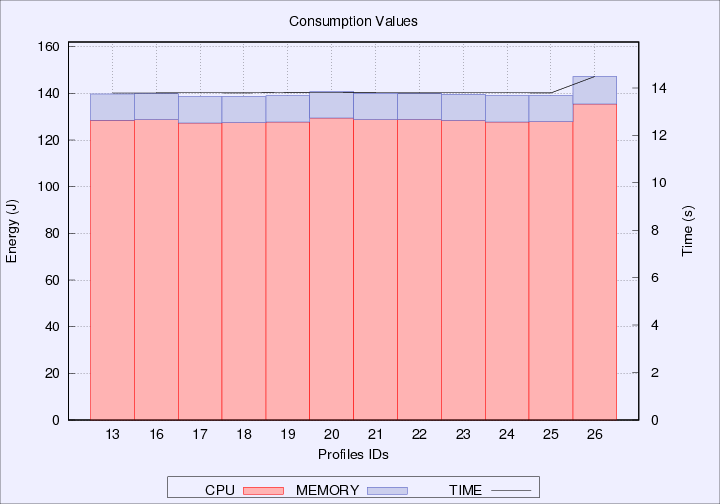 Consumption Values
160
140
120
100
80
60
40
20
0
Energy (J)
14
12
10
8
6
4
2
0
Time (s)
13 16 17 18 19 20 21 22 23 24 25 26
Profiles IDs
CPU MEMORY TIME